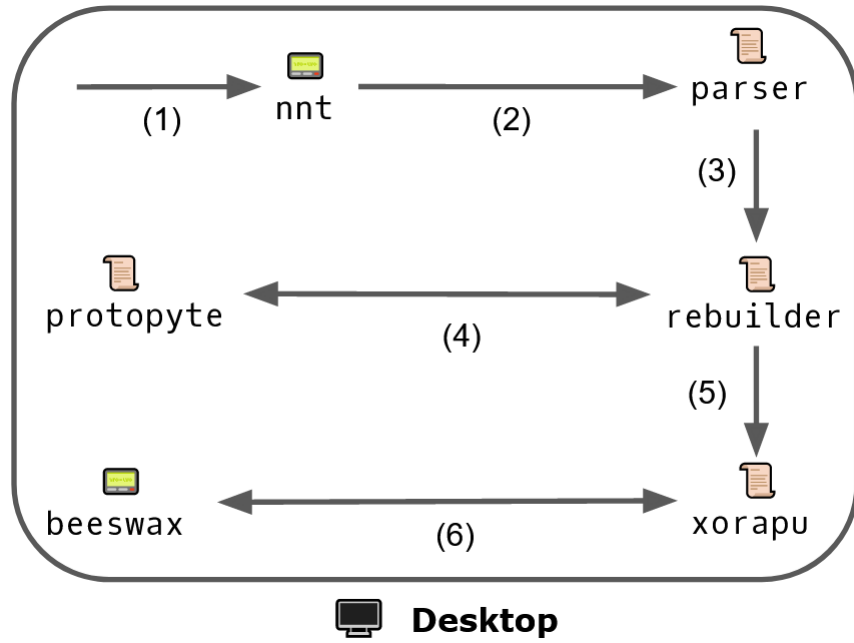 nnt
parser
(1)
(2)
(3)
protopyte
rebuilder
(4)
(5)
beeswax
xorapu
(6)
Desktop